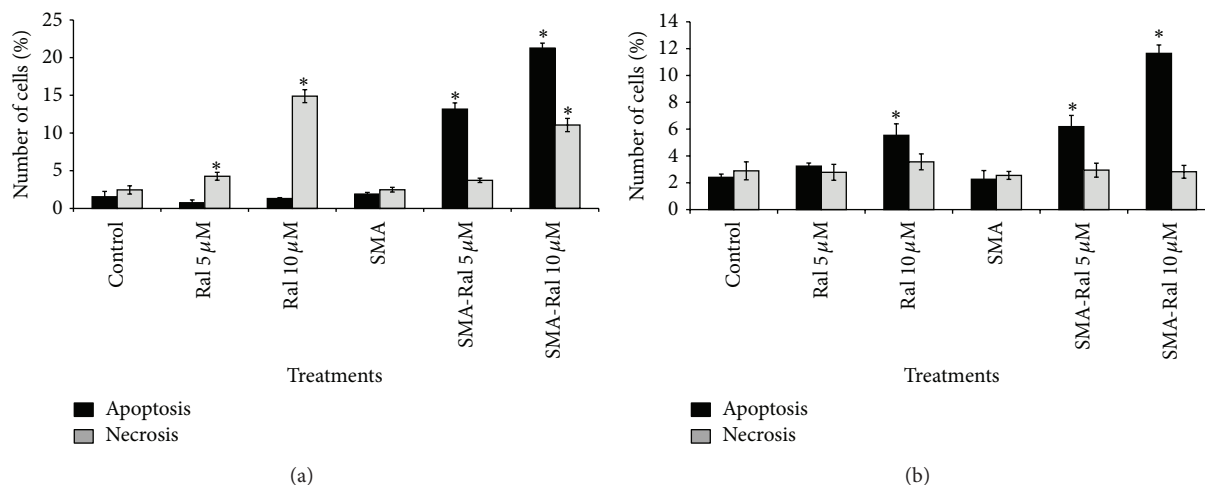 25
20
15
10
5
0
Number of cells (%)
*
*
*
*
*
Control
Ral 5 μM
Ral 10 μM
SMA
SMA-Ral 5 μM
SMA-Ral 10 μM
Treatments
Apoptosis
Necrosis
(a)
14
12
10
8
6
4
2
0
Number of cells (%)
*
*
*
Control
Ral 5 μM
Ral 10 μM
SMA
SMA-Ral 5 μM
SMA-Ral 10 μM
Treatments
Apoptosis
Necrosis
(b)